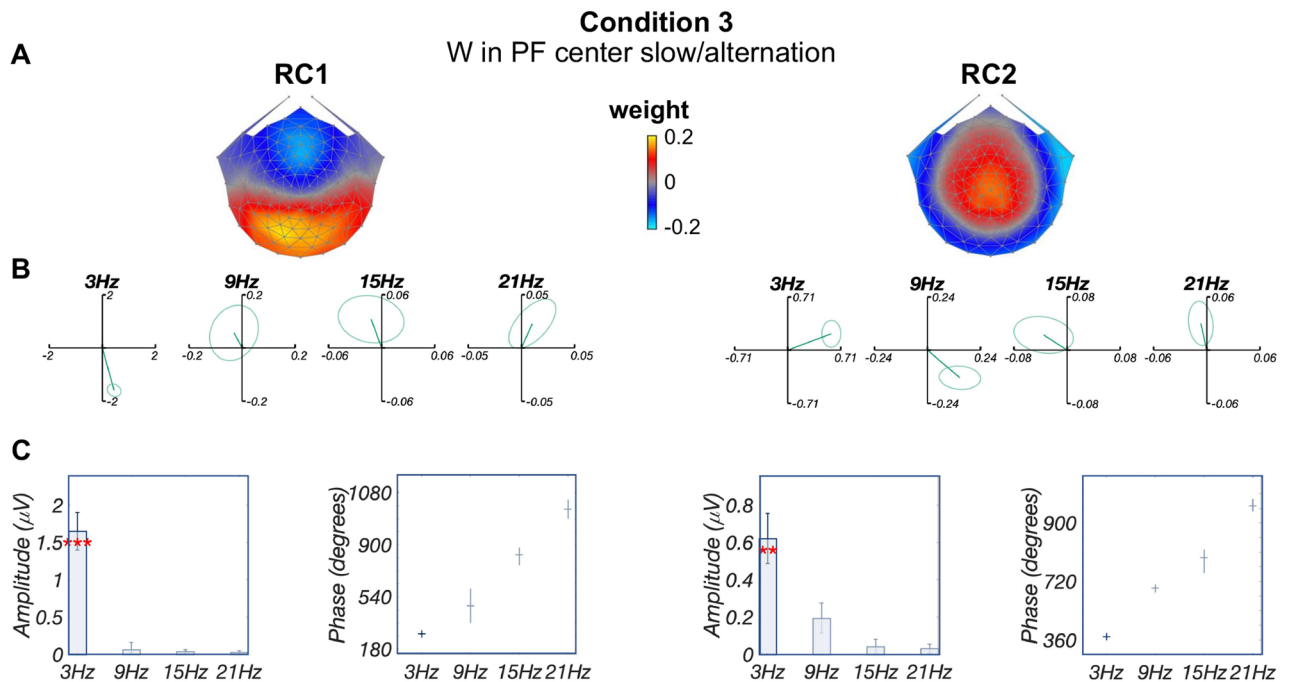 Condition 3
W in PF center slow/alternation
A
RC1
RC2
weight
0.2
0
-0.2
B
3Hz
9Hz
15Hz
21Hz
3Hz
9Hz
15Hz
21Hz
2
0.2
0.06
0.05
0.71
0.24
0.08
0.06
-2
2
-0.2
0.2
-0.06
0.06
-0.05
0.05
-0.71
0.71
-0.24
0.24
-0.08
0.08
-0.06
0.06
-2
-0.2
-0.06
-0.05
-0.71
-0.24
-0.08
-0.06
C
Amplitude (μV)
2
1.5
1
0.5
0
***
3Hz 9Hz 15Hz 21Hz
Phase (degrees)
1080
900
540
180
3Hz 9Hz 15Hz 21Hz
Amplitude (μV)
0.8
0.6
0.4
0.2
0
**
3Hz 9Hz 15Hz 21Hz
Phase (degrees)
900
720
360
3Hz 9Hz 15Hz 21Hz